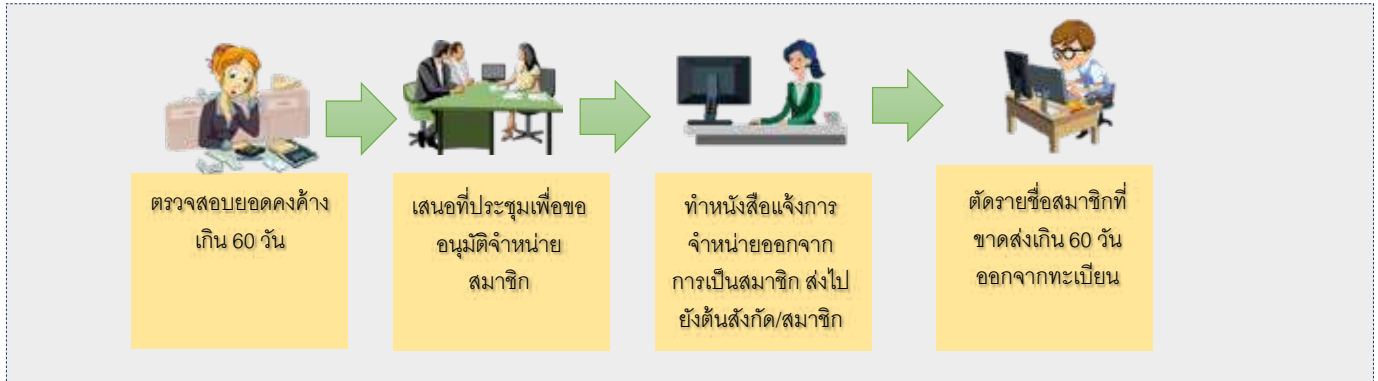 ตรวจสอบยอดคงค้าง
เกิน 60 วัน
เสนอที่ประชุมเพื่อขอ
อนุมัติจำหน่าย
สมาชิก
ทำหนังสือแจ้งการ
จำหน่ายออกจาก
การเป็นสมาชิก ส่งไป
ยังต้นสังกัด/สมาชิก
ตัดรายชื่อสมาชิกที่
ขาดส่งเกิน 60 วัน
ออกจากทะเบียน